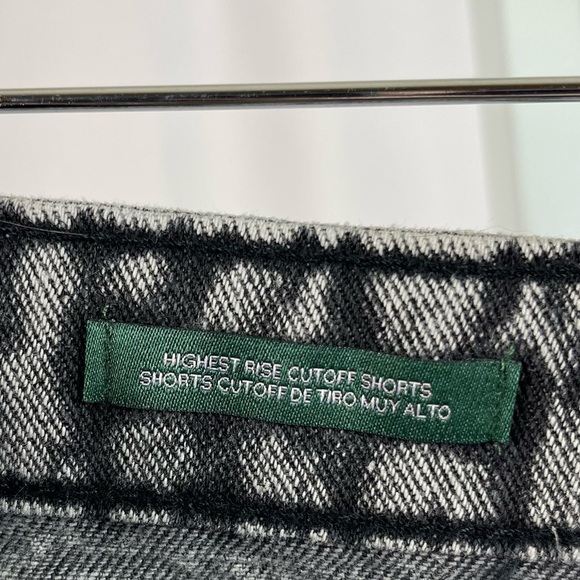 HIGHEST RISE CUTOFF SHORTS
SHORTS CUTOFF DE TIRO MUY ALTO